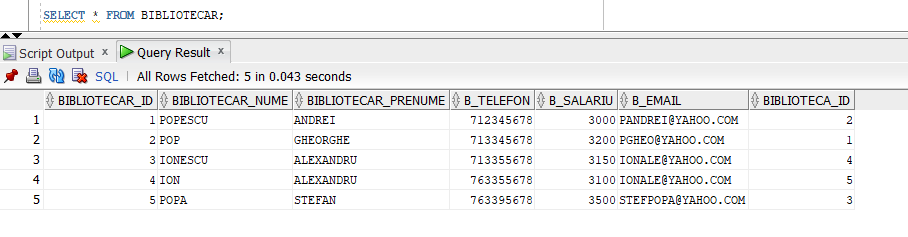 SELECT * FROM BIBLIOTECAR;
Script Output × Query Result ×
SQL All Rows Fetched: 5 in 0.043 seconds
BIBLIOTECAR_ID BIBLIOTECAR_NUME BIBLIOTECAR_PRENUME B_TELEFON B_SALARIU B_EMAIL BIBLIOTECA_ID
1 1 POPESCU ANDREI 712345678 3000 PANDREI@YAHOO.COM 2
2 2 POP GHEORGHE 713345678 3200 PGHEO@YAHOO.COM 1
3 3 IONESCU ALEXANDRU 713355678 3150 IONALE@YAHOO.COM 4
4 4 ION ALEXANDRU 763355678 3100 IONALE@YAHOO.COM 5
5 5 POPA STEFAN 763395678 3500 STEFPOPA@YAHOO.COM 3